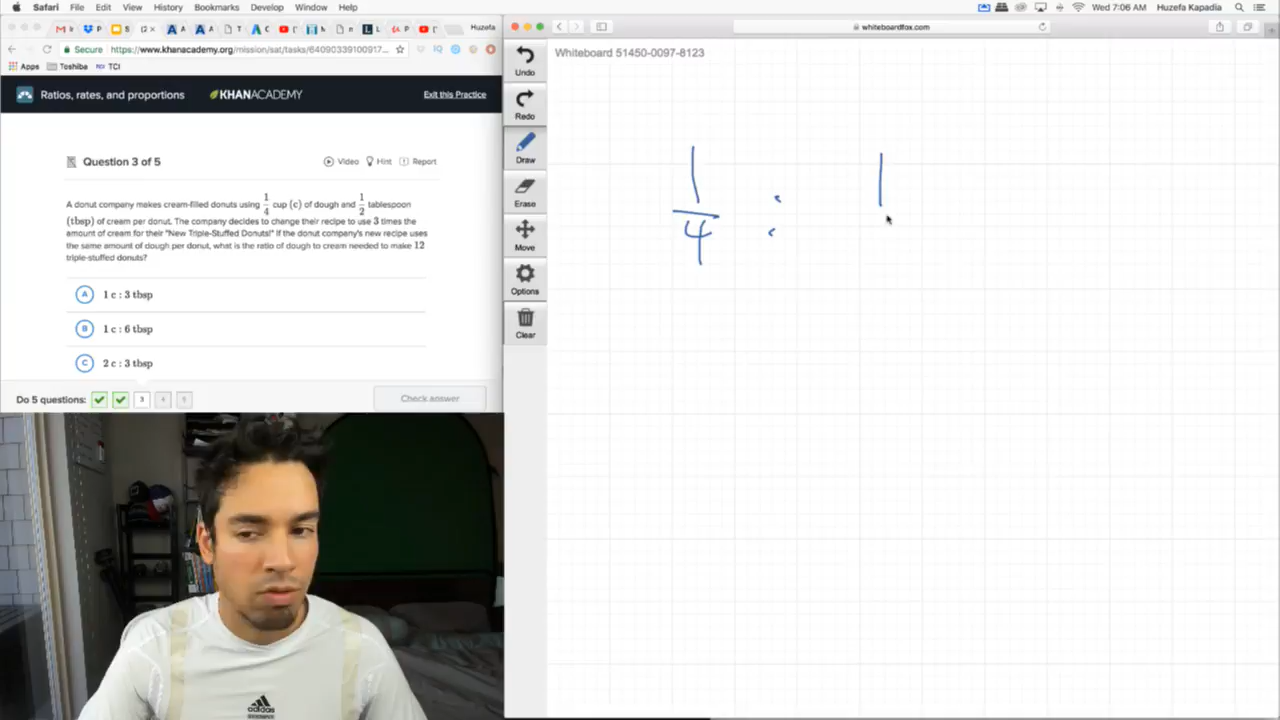 Safari File Edit View History Bookmarks Develop Window Help Wed 7:06 AM Huzefa Kapadia
Huzefa
Secure https://www.khanacademy.org/mission/sat/tasks/64090339100917...
Apps Toshiba TCI
whiteboardfox.com
Ratios, rates, and proportions KHANACADEMY Exit this Practice
Question 3 of 5 Video Hint Report
A donut company makes cream-filled donuts using 1/4 cup (c) of dough and 1/2 tablespoon
(tbsp) of cream per donut. The company decides to change their recipe to use 3 times the
amount of cream for their "New Triple-Stuffed Donuts!" If the donut company's new recipe uses
the same amount of dough per donut, what is the ratio of dough to cream needed to make 12
triple-stuffed donuts?
A 1 c : 3 tbsp
B 1 c : 6 tbsp
C 2 c : 3 tbsp
Do 5 questions: 3 4 5 Check answer
Whiteboard 51450-0097-8123
Undo
Redo
Draw
Erase
Move
Options
Clear
1/4 : 1
adidas